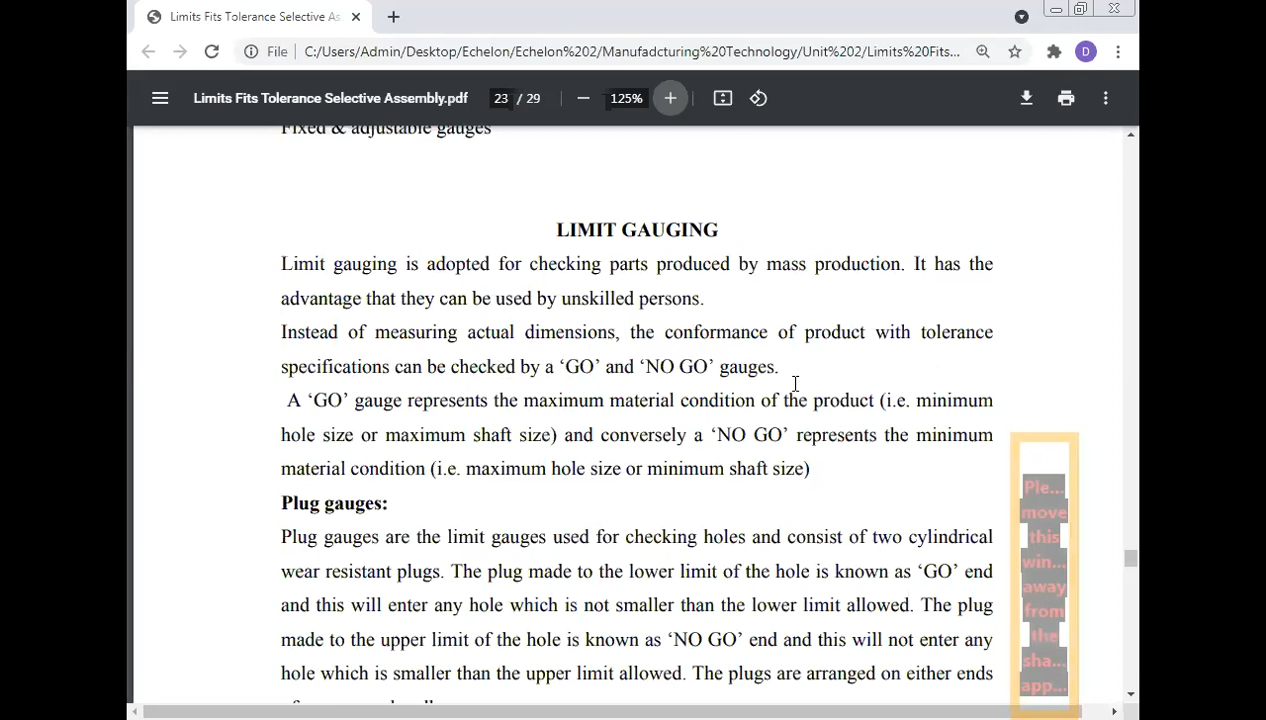 Limits Fits Tolerance Selective As
File C:/Users/Admin/Desktop/Echelon/Echelon%202/Manufadcturing%20Technology/Unit%202/Limits%20Fits... D
Limits Fits Tolerance Selective Assembly.pdf 23 / 29 125%
Fixed & adjustable gauges
LIMIT GAUGING
Limit gauging is adopted for checking parts produced by mass production. It has the
advantage that they can be used by unskilled persons.
Instead of measuring actual dimensions, the conformance of product with tolerance
specifications can be checked by a ‘GO’ and ‘NO GO’ gauges.
A ‘GO’ gauge represents the maximum material condition of the product (i.e. minimum
hole size or maximum shaft size) and conversely a ‘NO GO’ represents the minimum
material condition (i.e. maximum hole size or minimum shaft size)
Plug gauges:
Plug gauges are the limit gauges used for checking holes and consist of two cylindrical
wear resistant plugs. The plug made to the lower limit of the hole is known as ‘GO’ end
and this will enter any hole which is not smaller than the lower limit allowed. The plug
made to the upper limit of the hole is known as ‘NO GO’ end and this will not enter any
hole which is smaller than the upper limit allowed. The plugs are arranged on either ends
Ple...
move
this
win...
away
from
the
sha...
app...